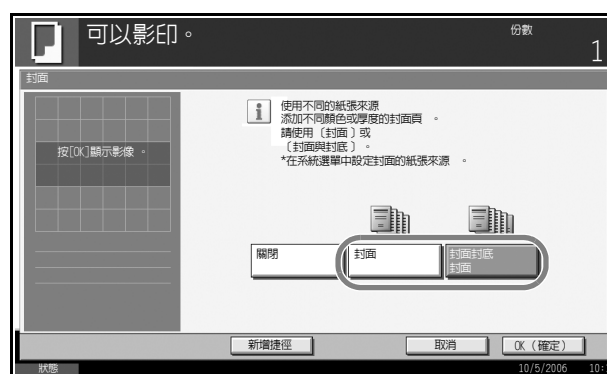 可以影印。
份數
1
封面
按[OK]顯示影像 。
使用不同的紙張來源
添加不同顏色或厚度的封面頁 。
請使用〔封面〕或
〔封面與封底〕 。
*在系統選單中設定封面的紙張來源 。
關閉
封面
封面封底
封面
新增捷徑
取消
OK (確定)
狀態
10/5/2006 10: